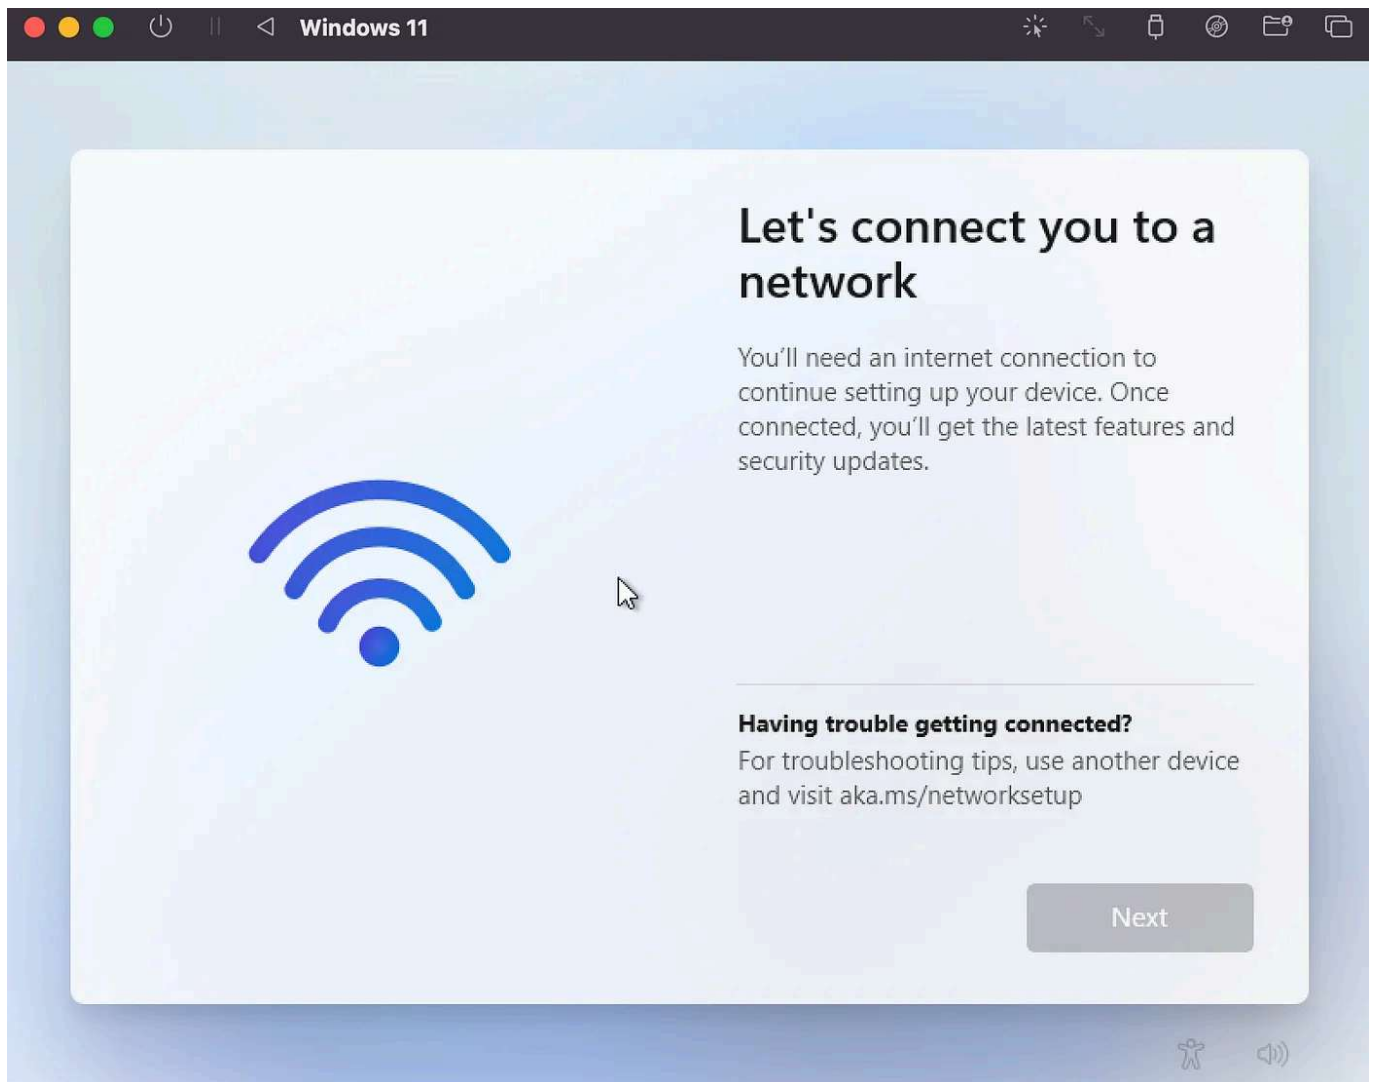 Windows 11
Let's connect you to a
network
You’ll need an internet connection to
continue setting up your device. Once
connected, you’ll get the latest features and
security updates.
Having trouble getting connected?
For troubleshooting tips, use another device
and visit aka.ms/networksetup
Next